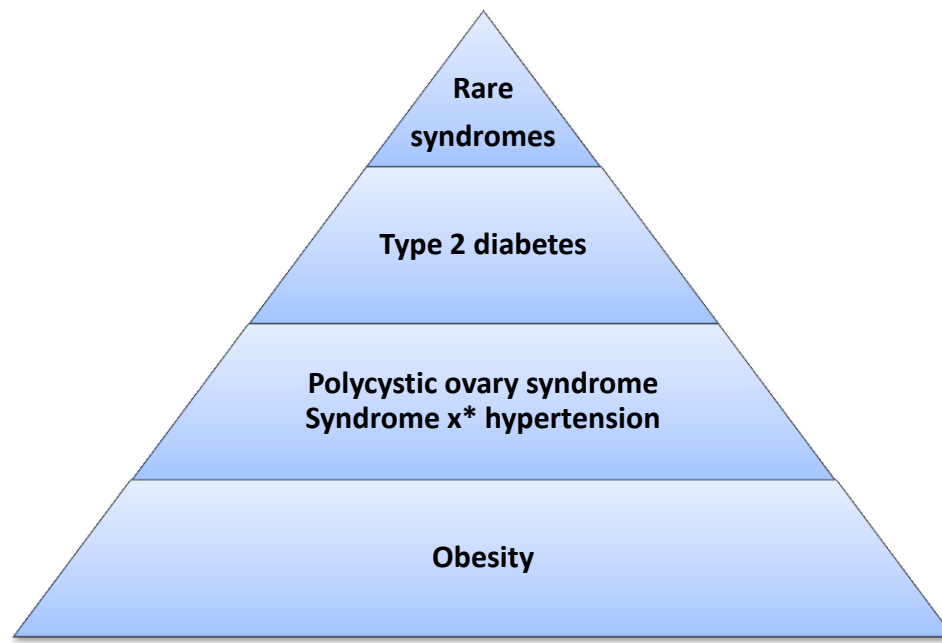 Rare
syndromes
Type 2 diabetes
Polycystic ovary syndrome
Syndrome x* hypertension
Obesity